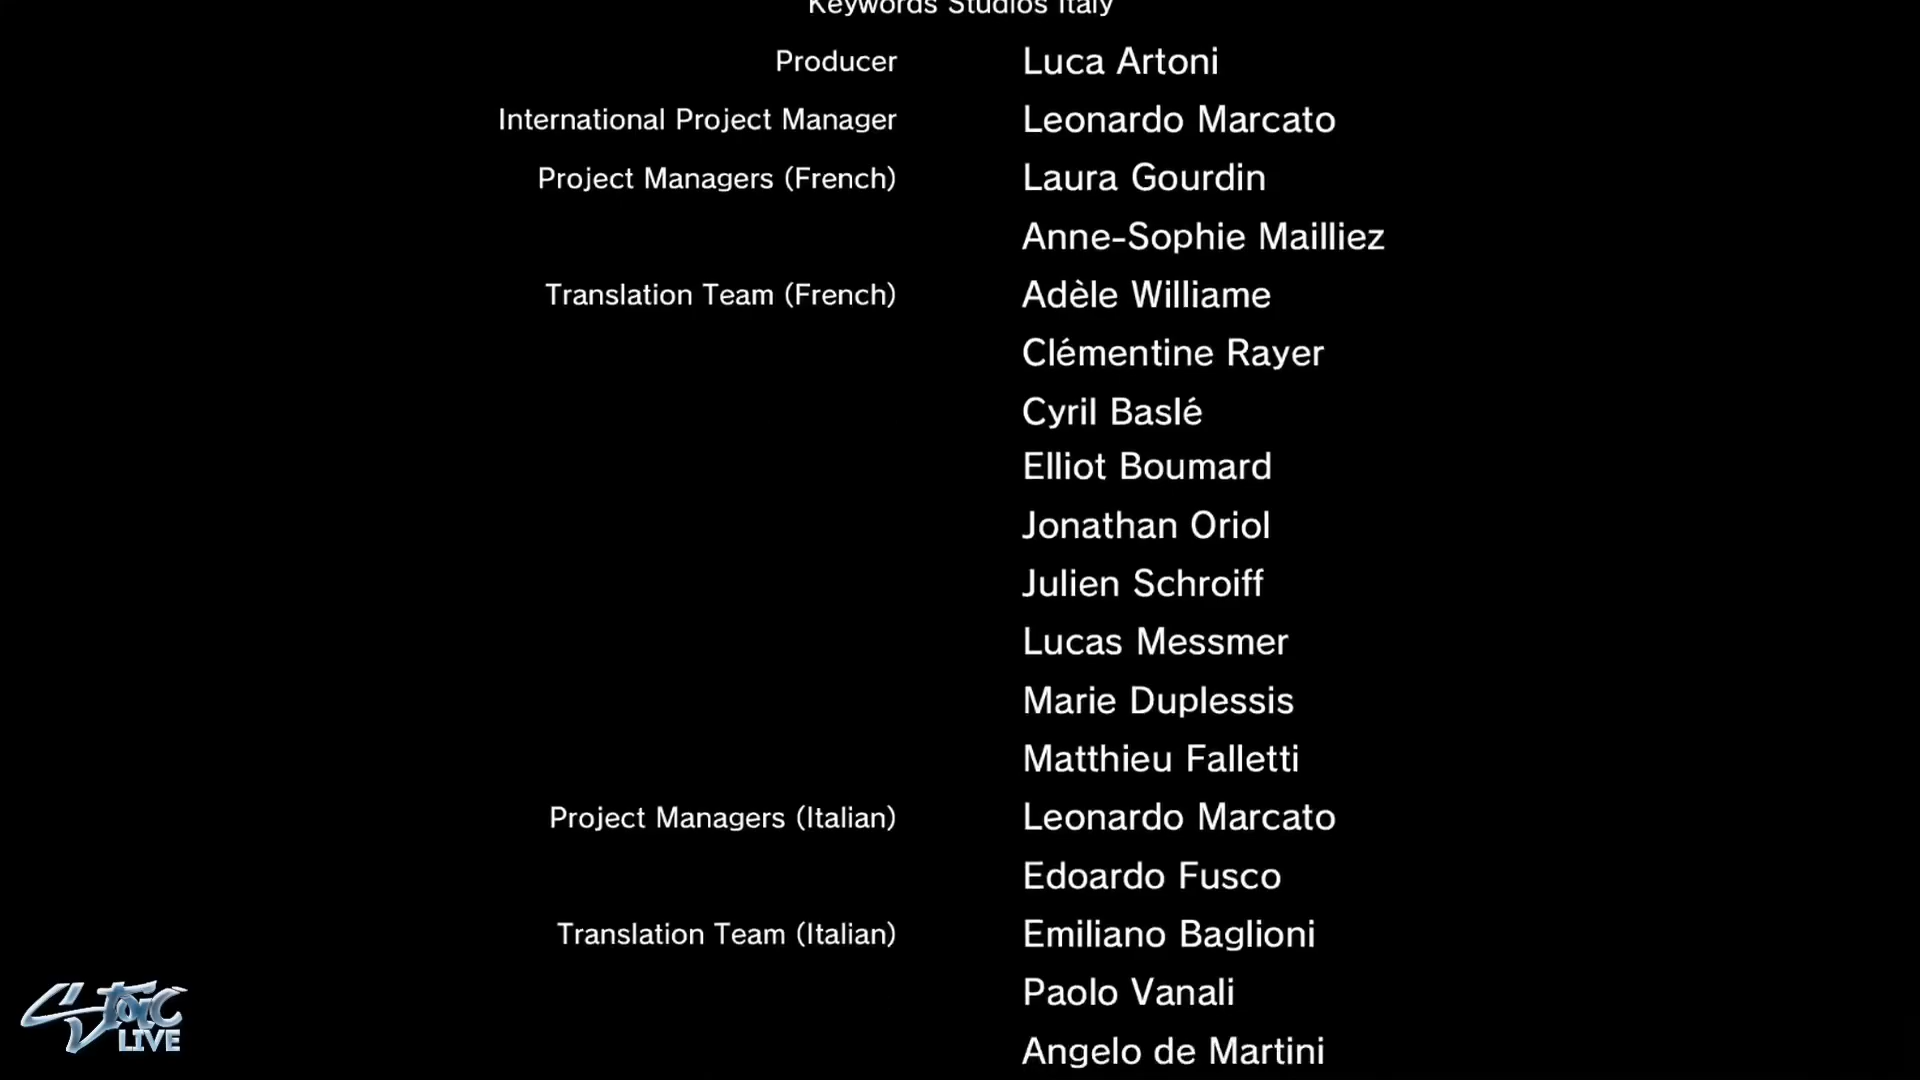 Keywords Studios Italy
Producer Luca Artoni
International Project Manager Leonardo Marcato
Project Managers (French) Laura Gourdin
Anne-Sophie Mailliez
Translation Team (French) Adèle Williame
Clémentine Rayer
Cyril Baslé
Elliot Boumard
Jonathan Oriol
Julien Schroiff
Lucas Messmer
Marie Duplessis
Matthieu Falletti
Project Managers (Italian) Leonardo Marcato
Edoardo Fusco
Translation Team (Italian) Emiliano Baglioni
Paolo Vanali
Angelo de Martini
LIVE